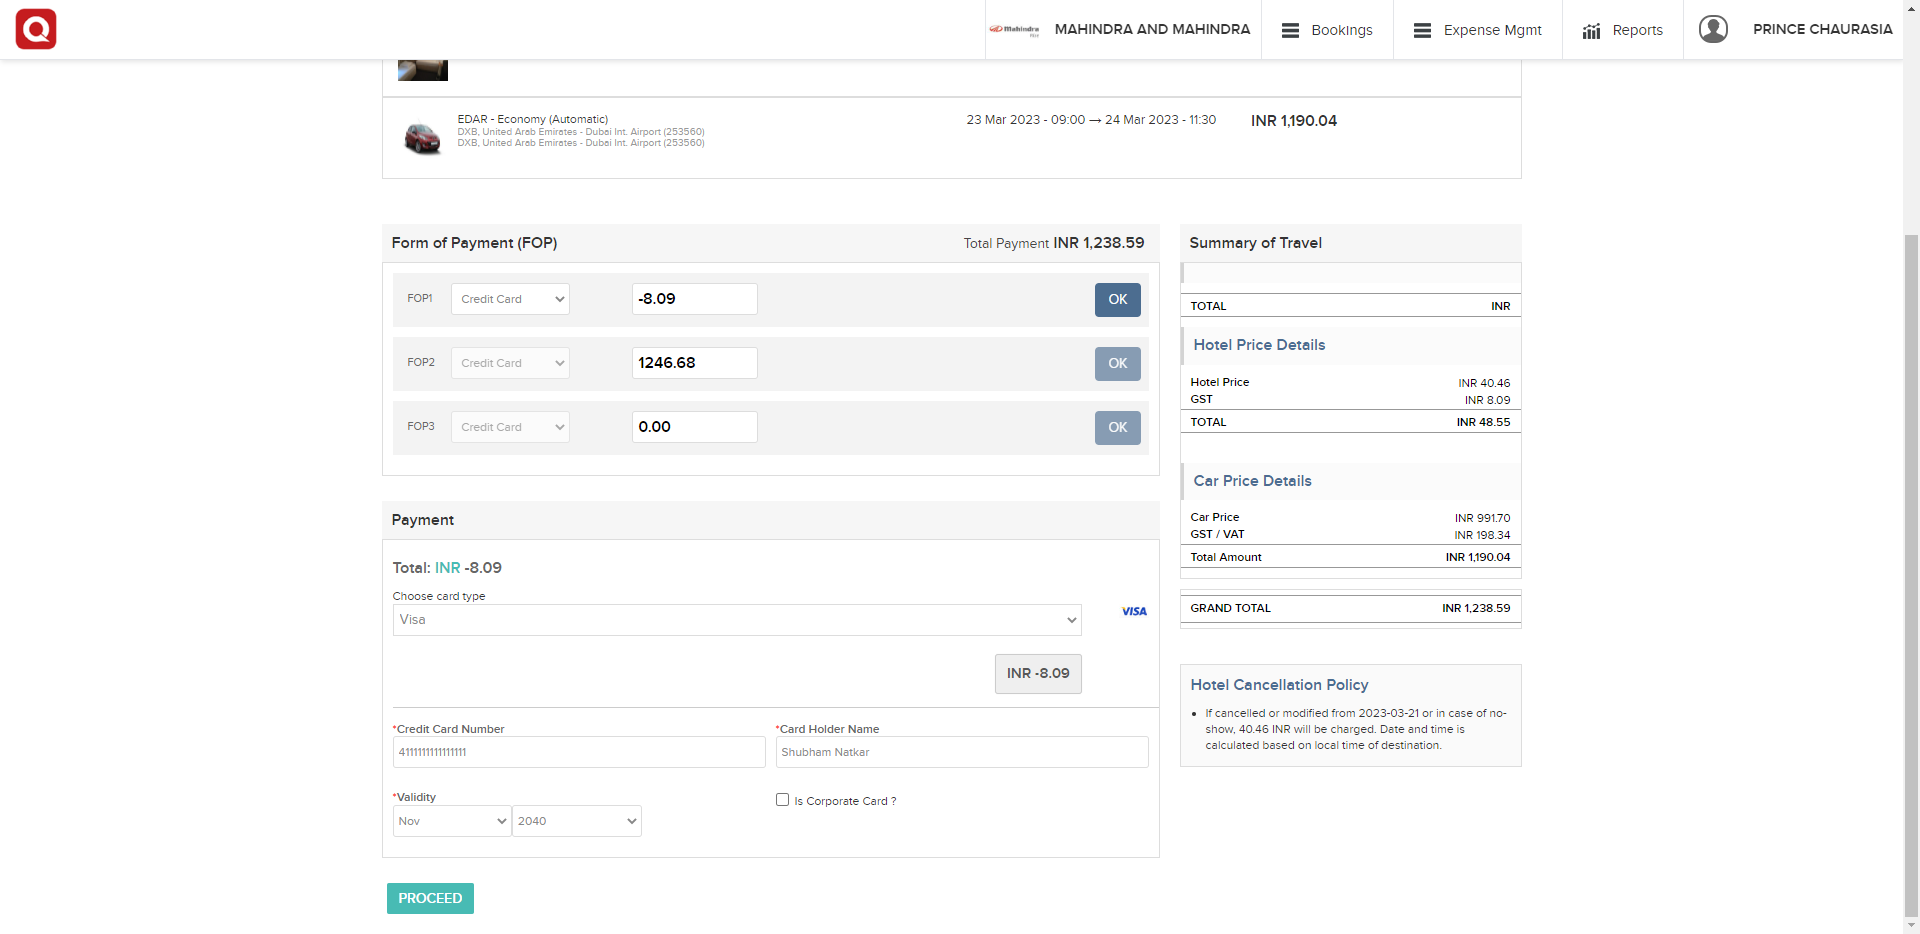 Mahindra
MAHINDRA AND MAHINDRA
Bookings
Expense Mgmt
Reports
PRINCE CHAURASIA
EDAR - Economy (Automatic)
DXB, United Arab Emirates - Dubai Int. Airport (253560)
DXB, United Arab Emirates - Dubai Int. Airport (253560)
23 Mar 2023 - 09:00 → 24 Mar 2023 - 11:30
INR 1,190.04
Form of Payment (FOP)
Total Payment INR 1,238.59
FOP1 Credit Card -8.09 OK
FOP2 Credit Card 1246.68 OK
FOP3 Credit Card 0.00 OK
Payment
Total: INR -8.09
Choose card type
Visa
VISA
INR -8.09
*Credit Card Number
4111111111111111
*Card Holder Name
Shubham Natkar
*Validity
Nov 2040
Is Corporate Card ?
PROCEED
Summary of Travel
TOTAL INR
Hotel Price Details
Hotel Price INR 40.46
GST INR 8.09
TOTAL INR 48.55
Car Price Details
Car Price INR 991.70
GST / VAT INR 198.34
Total Amount INR 1,190.04
GRAND TOTAL INR 1,238.59
Hotel Cancellation Policy
• If cancelled or modified from 2023-03-21 or in case of no-
show, 40.46 INR will be charged. Date and time is
calculated based on local time of destination.